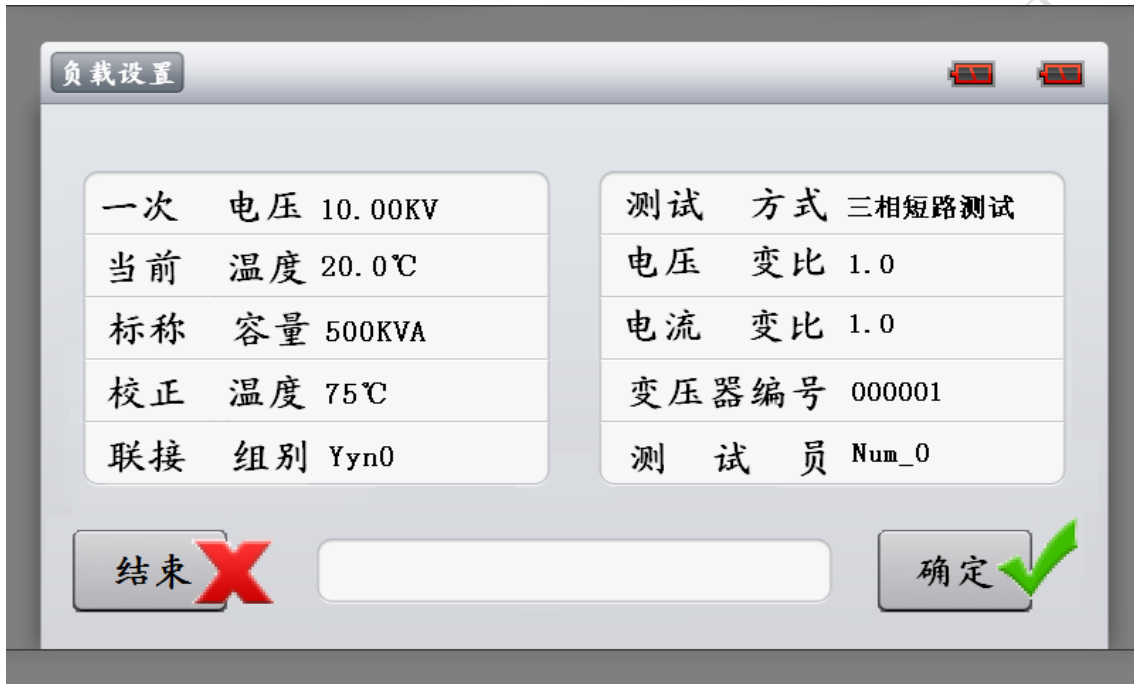 负载设置
一次 电压 10.00KV
当前 温度 20.0℃
标称 容量 500KVA
校正 温度 75℃
联接 组别 Yyn0
测试 方式 三相短路测试
电压 变比 1.0
电流 变比 1.0
变压器编号 000001
测 试 员 Num_0
结束
确定